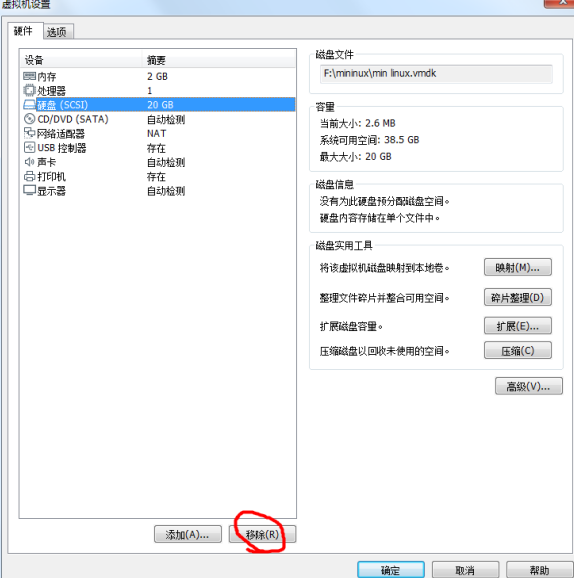 虚拟机设置
硬件 选项
设备 摘要
内存 2 GB
处理器 1
硬盘 (SCSI) 20 GB
CD/DVD (SATA) 自动检测
网络适配器 NAT
USB 控制器 存在
声卡 自动检测
打印机 存在
显示器 自动检测
添加(A)... 移除(R)
磁盘文件
F:\mininux\min linux.vmdk
容量
当前大小: 2.6 MB
系统可用空间: 38.5 GB
最大大小: 20 GB
磁盘信息
没有为此硬盘预分配磁盘空间。
硬盘内容存储在单个文件中。
磁盘实用工具
将该虚拟机磁盘映射到本地卷。 映射(M)...
整理文件碎片并整合可用空间。 碎片整理(D)
扩展磁盘容量。 扩展(E)...
压缩磁盘以回收未使用的空间。 压缩(C)
高级(V)...
确定 取消 帮助